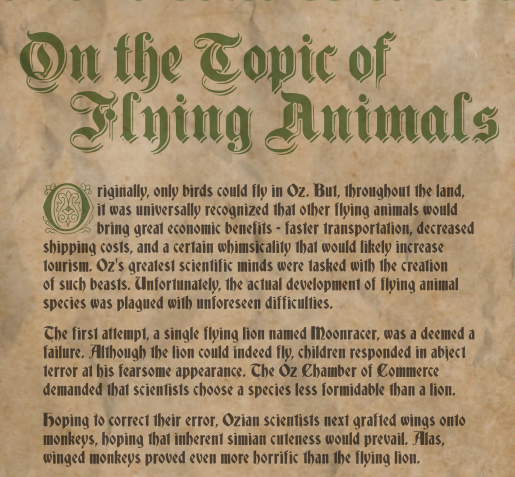 On the Topic of
Flying Animals
Originally, only birds could fly in Oz. But, throughout the land,
it was universally recognized that other flying animals would
bring great economic benefits - faster transportation, decreased
shipping costs, and a certain whimsicality that would likely increase
tourism. Oz's greatest scientific minds were tasked with the creation
of such beasts. Unfortunately, the actual development of flying animal
species was plagued with unforeseen difficulties.
The first attempt, a single flying lion named Moonracer, was a deemed a
failure. Although the lion could indeed fly, children responded in abject
terror at his fearsome appearance. The Oz Chamber of Commerce
demanded that scientists choose a species less formidable than a lion.
Hoping to correct their error, Ozian scientists next grafted wings onto
monkeys, hoping that inherent simian cuteness would prevail. Alas,
winged monkeys proved even more horrific than the flying lion.